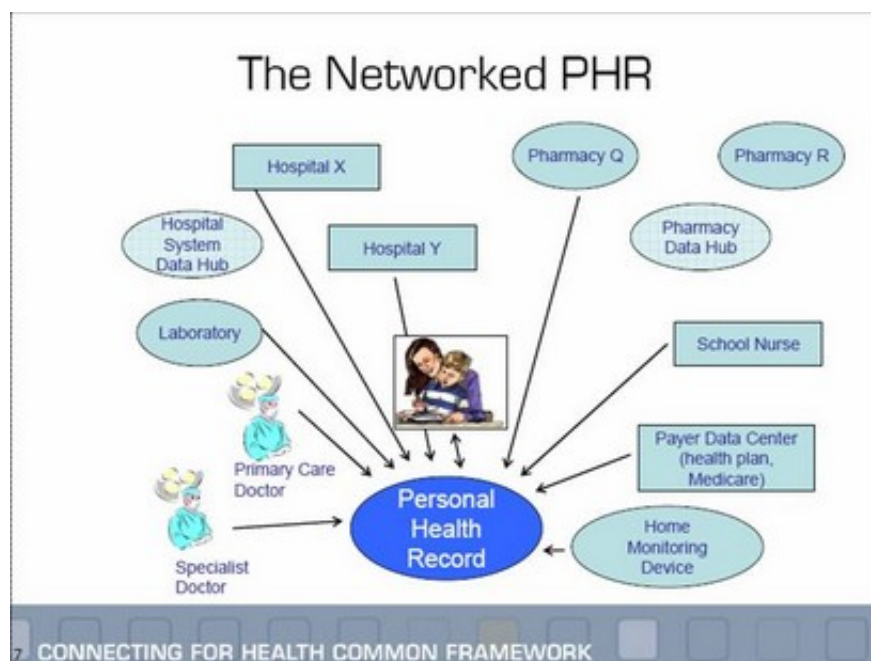 The Networked PHR
Hospital X
Pharmacy Q
Pharmacy R
Hospital
System
Data Hub
Hospital Y
Pharmacy
Data Hub
Laboratory
School Nurse
Primary Care
Doctor
Payer Data Center
(health plan,
Medicare)
Specialist
Doctor
Personal
Health
Record
Home
Monitoring
Device
7 CONNECTING FOR HEALTH COMMON FRAMEWORK